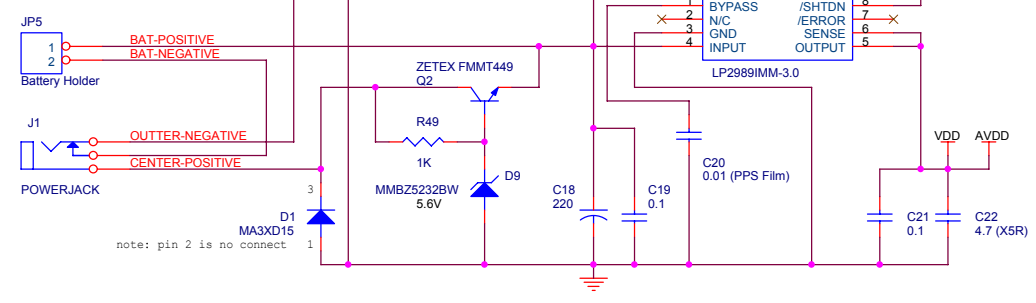 JP5
1
2
BAT-POSITIVE
BAT-NEGATIVE
Battery Holder
J1
OUTTER-NEGATIVE
CENTER-POSITIVE
POWERJACK
3
D1
MA3XD15
1
note: pin 2 is no connect
ZETEX FMMT449
Q2
R49
1K
MMBZ5232BW
5.6V
D9
C18
220
C19
0.1
C20
0.01 (PPS Film)
1
2
3
4
BYPASS
N/C
GND
INPUT
/SHTDN
/ERROR
SENSE
OUTPUT
8
7
6
5
LP2989IMM-3.0
VDD
AVDD
C21
0.1
C22
4.7 (X5R)